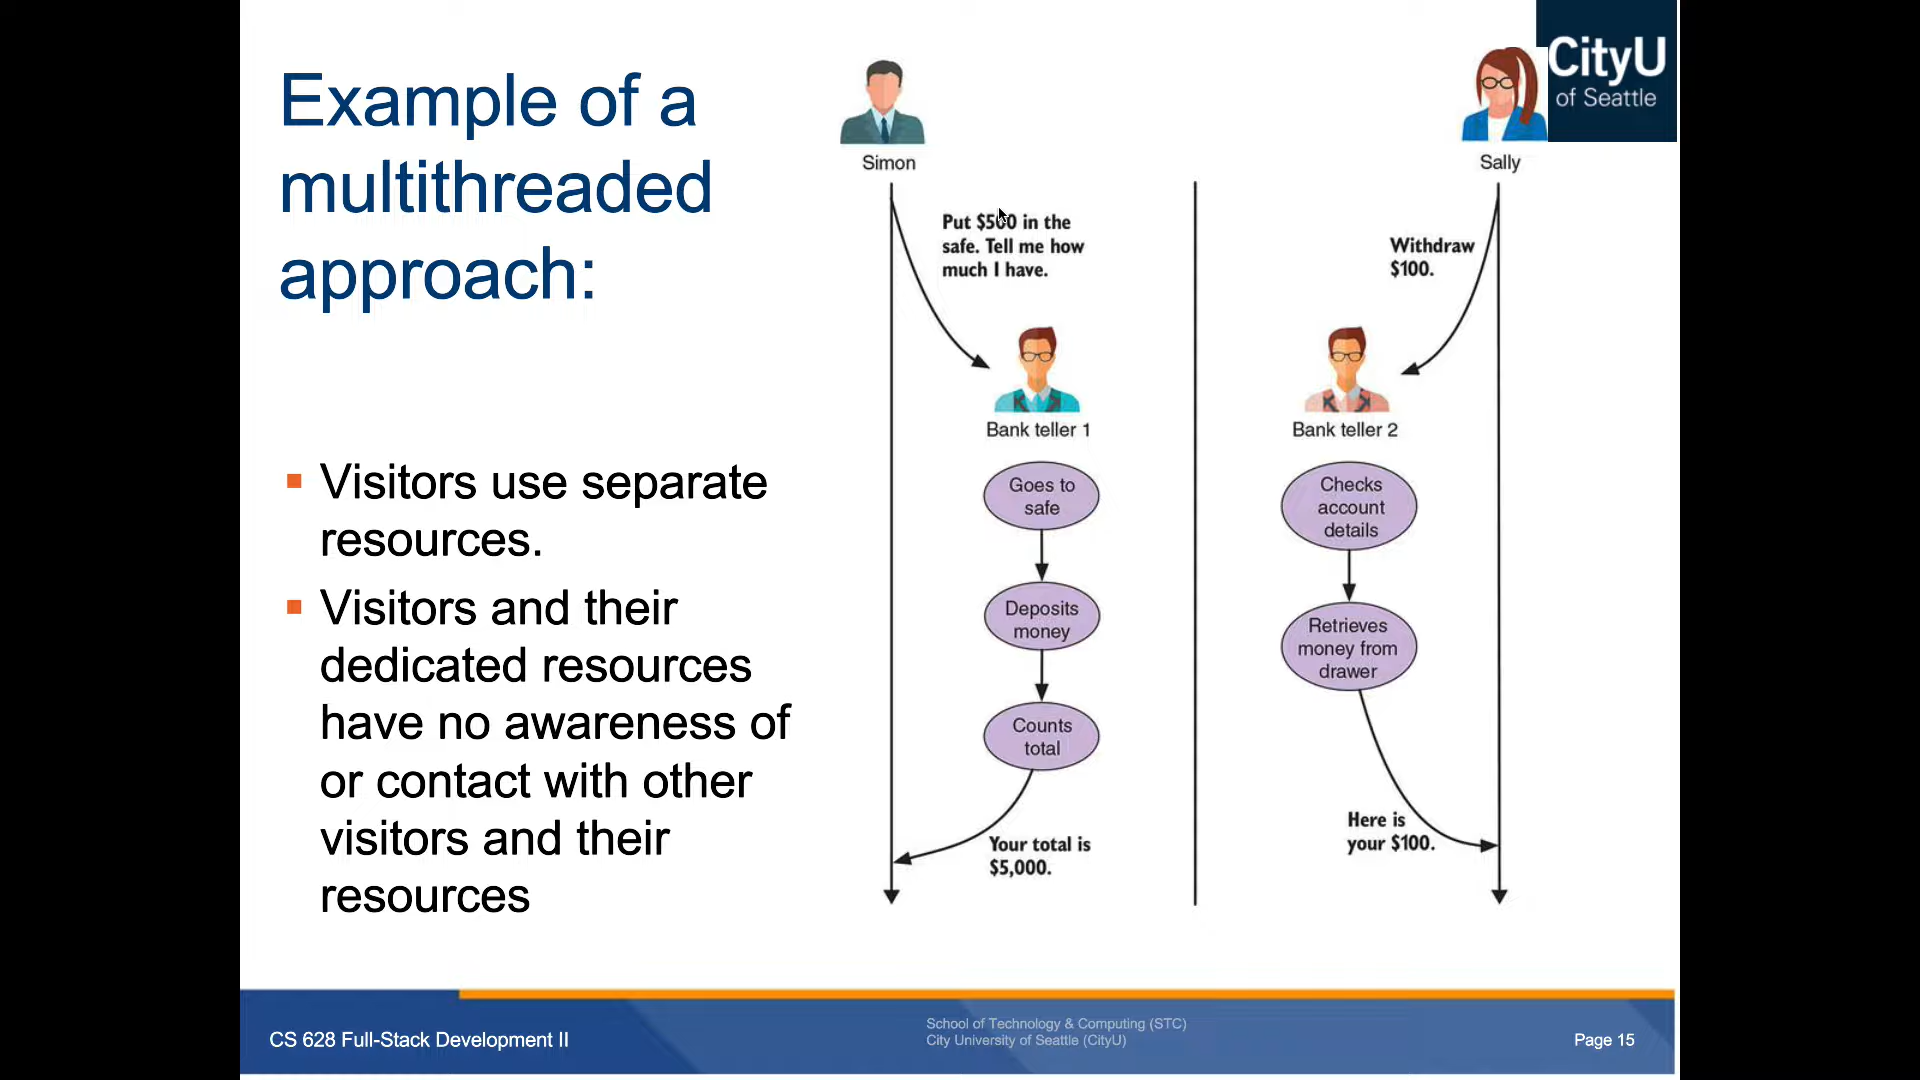 Example of a
multithreaded
approach:
▪ Visitors use separate
resources.
▪ Visitors and their
dedicated resources
have no awareness of
or contact with other
visitors and their
resources
CityU
of Seattle
Simon
Sally
Put $500 in the
safe. Tell me how
much I have.
Bank teller 1
Goes to
safe
Deposits
money
Counts
total
Your total is
$5,000.
Withdraw
$100.
Bank teller 2
Checks
account
details
Retrieves
money from
drawer
Here is
your $100.
CS 628 Full-Stack Development II
School of Technology & Computing (STC)
City University of Seattle (CityU)
Page 15